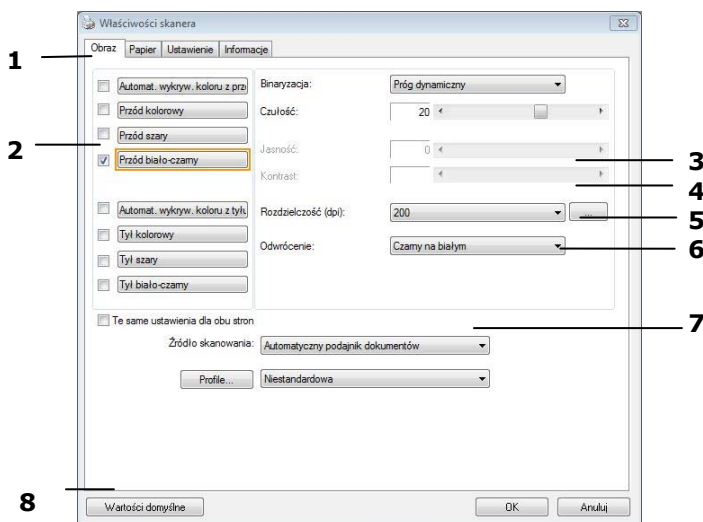 Właściwości skanera
Obraz Papier Ustawienie Informacje
1
Automat. wykryw. koloru z prz
Binaryzacja: Próg dynamiczny
Przód kolorowy
Czułość: 20
Przód szary
2
Jasność: 0
3
Przód biało-czarny
Kontrast:
4
Automat. wykryw. koloru z tyłu
Rozdzielczość (dpi): 200 ...
5
Tył kolorowy
Odwrócenie: Czarny na białym
6
Tył szary
Tył biało-czarny
Te same ustawienia dla obu stron
7
Źródło skanowania: Automatyczny podajnik dokumentów
Profile... Niestandardowa
8
Wartości domyślne OK Anuluj